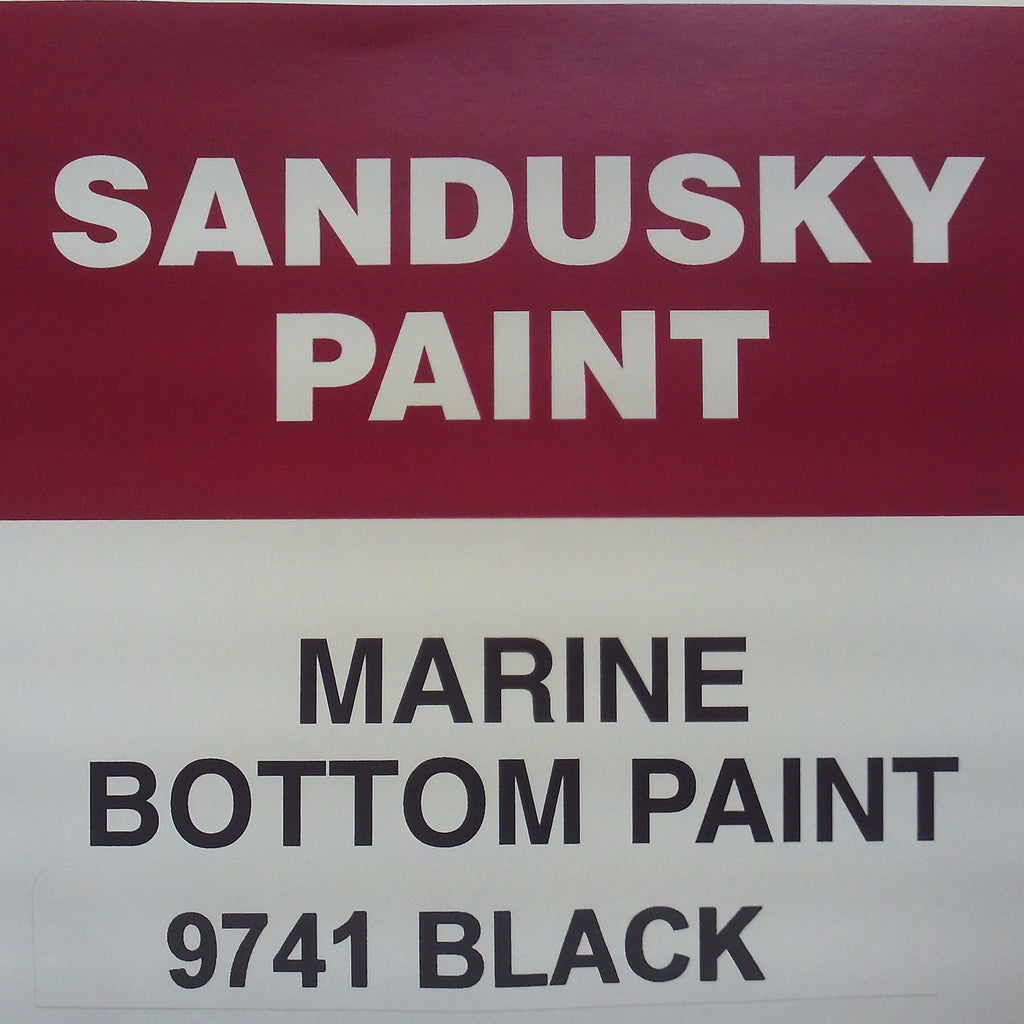 SANDUSKY
PAINT
MARINE
BOTTOM PAINT
9741 BLACK